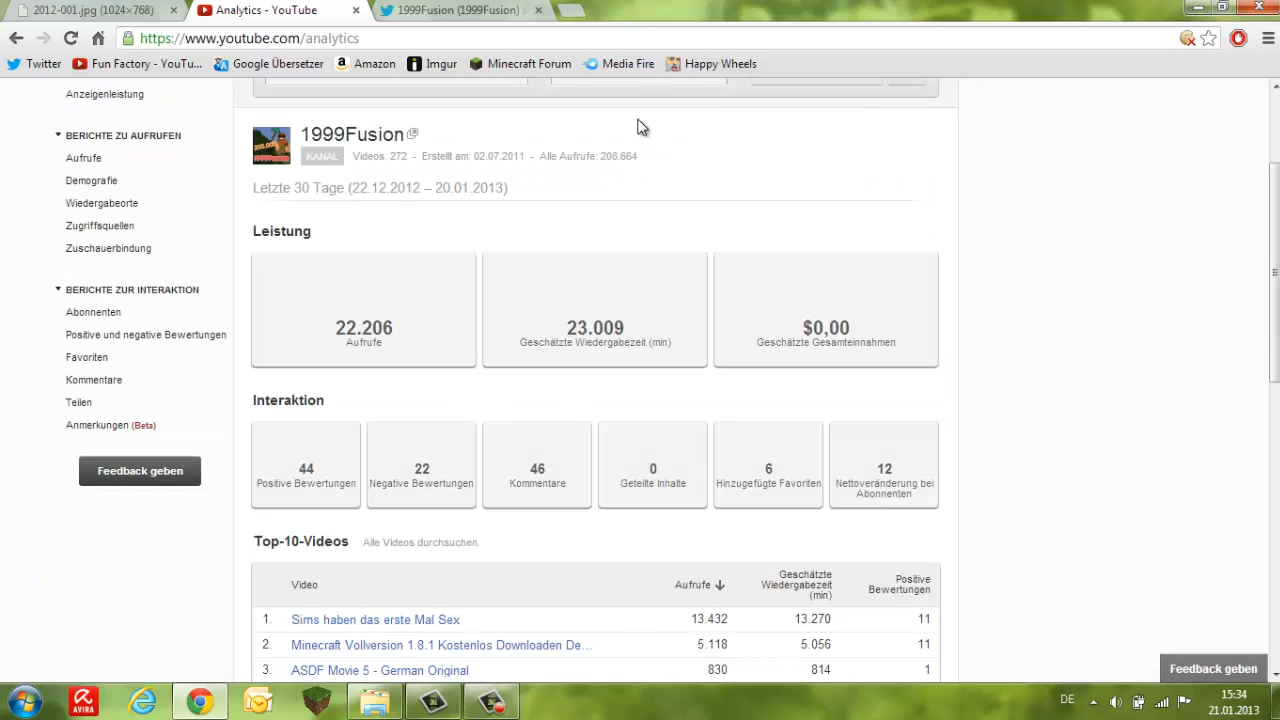 2012-001.jpg (1024×768)
Analytics - YouTube
1999Fusion (1999Fusion)
https://www.youtube.com/analytics
Twitter
Fun Factory - YouTu...
Google Übersetzer
Amazon
Imgur
Minecraft Forum
Media Fire
Happy Wheels
Anzeigenleistung
BERICHTE ZU AUFRUFEN
Aufrufe
Demografie
Wiedergabeorte
Zugriffsquellen
Zuschauerbindung
BERICHTE ZUR INTERAKTION
Abonnenten
Positive und negative Bewertungen
Favoriten
Kommentare
Teilen
Anmerkungen (Beta)
Feedback geben
1999Fusion
KANAL Videos: 272 - Erstellt am: 02.07.2011 - Alle Aufrufe: 208.664
Letzte 30 Tage (22.12.2012 – 20.01.2013)
Leistung
22.206
Aufrufe
23.009
Geschätzte Wiedergabezeit (min)
$0,00
Geschätzte Gesamteinnahmen
Interaktion
44
Positive Bewertungen
22
Negative Bewertungen
46
Kommentare
0
Geteilte Inhalte
6
Hinzugefügte Favoriten
12
Nettoveränderung bei
Abonnenten
Top-10-Videos Alle Videos durchsuchen
Video
Aufrufe
Geschätzte
Wiedergabezeit
(min)
Positive
Bewertungen
1. Sims haben das erste Mal Sex 13.432 13.270 11
2. Minecraft Vollversion 1.8.1 Kostenlos Downloaden De... 5.118 5.056 11
3. ASDF Movie 5 - German Original 830 814 1
Feedback geben
AVIRA
DE
15:34
21.01.2013